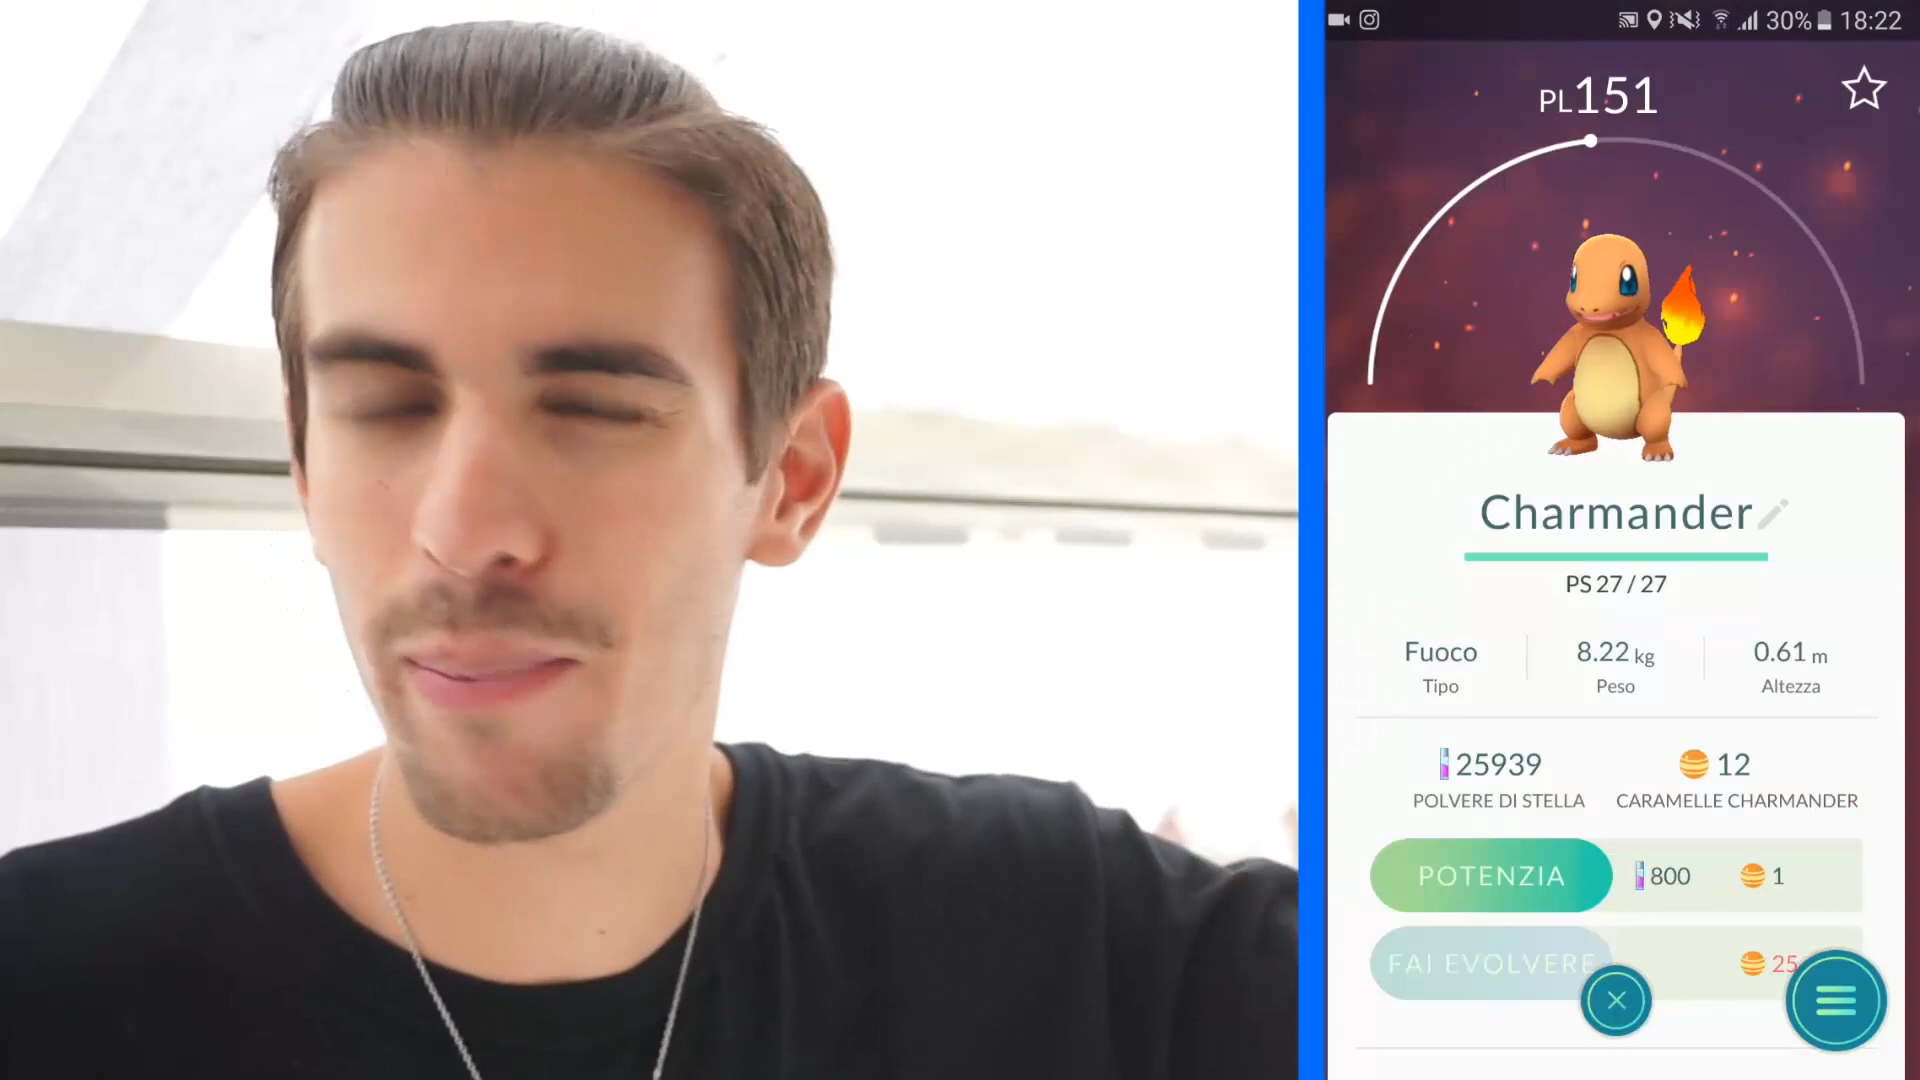 30% 18:22
PL151
Charmander
PS 27 / 27
Fuoco 8.22 kg 0.61 m
Tipo Peso Altezza
25939 12
POLVERE DI STELLA CARAMELLE CHARMANDER
POTENZIA 800 1
FAI EVOLVERE 25